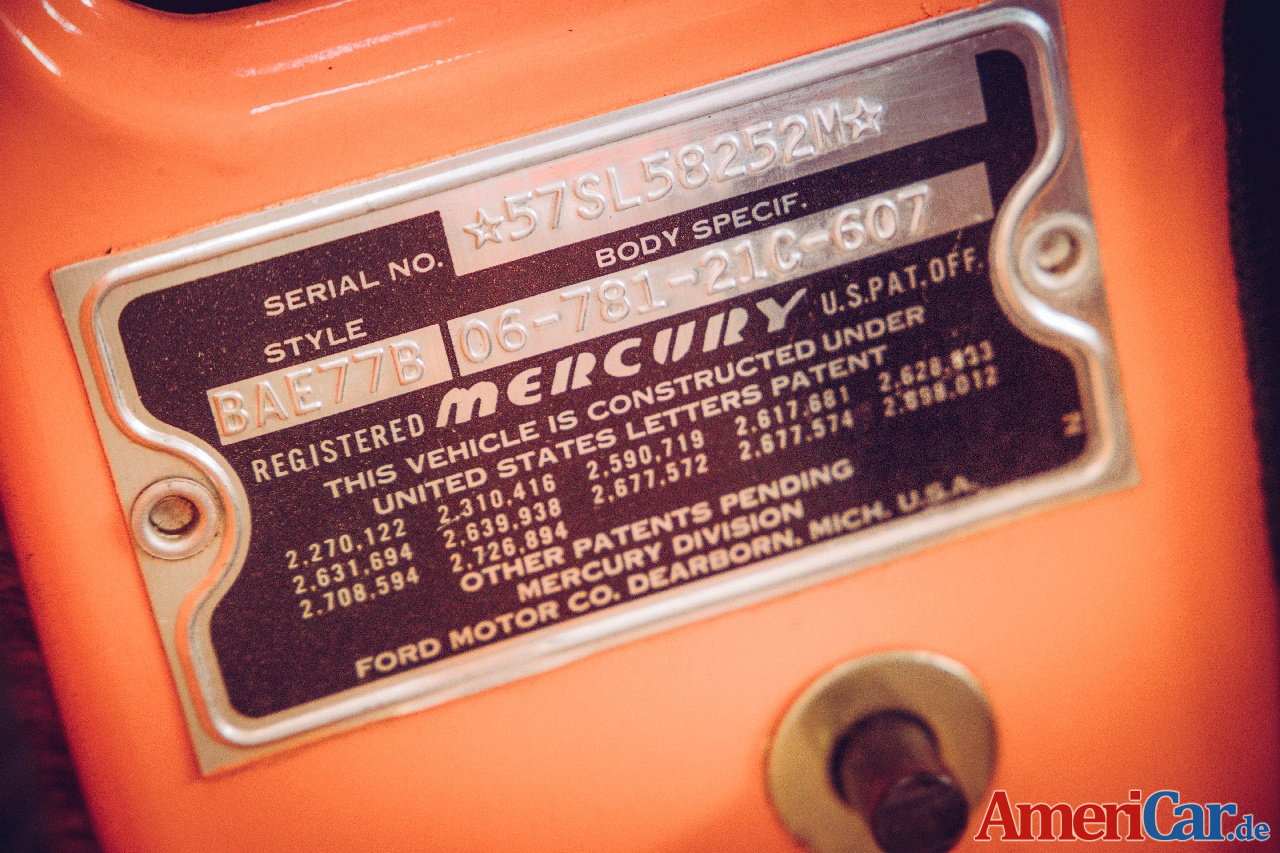 SERIAL NO. ☆57SL58252M☆
STYLE BODY SPECIF.
BAE77B 06-781-21C-607
REGISTERED MERCURY U.S.PAT.OFF.
THIS VEHICLE IS CONSTRUCTED UNDER
UNITED STATES LETTERS PATENT
2.270.122 2.310.416 2.590.719 2.617.681 2.628.833
2.631.694 2.639.938 2.677.572 2.677.574 2.698.012
2.708.594 2.726.894
OTHER PATENTS PENDING
MERCURY DIVISION
FORD MOTOR CO. DEARBORN, MICH. U.S.A.
N
AmeriCar.de